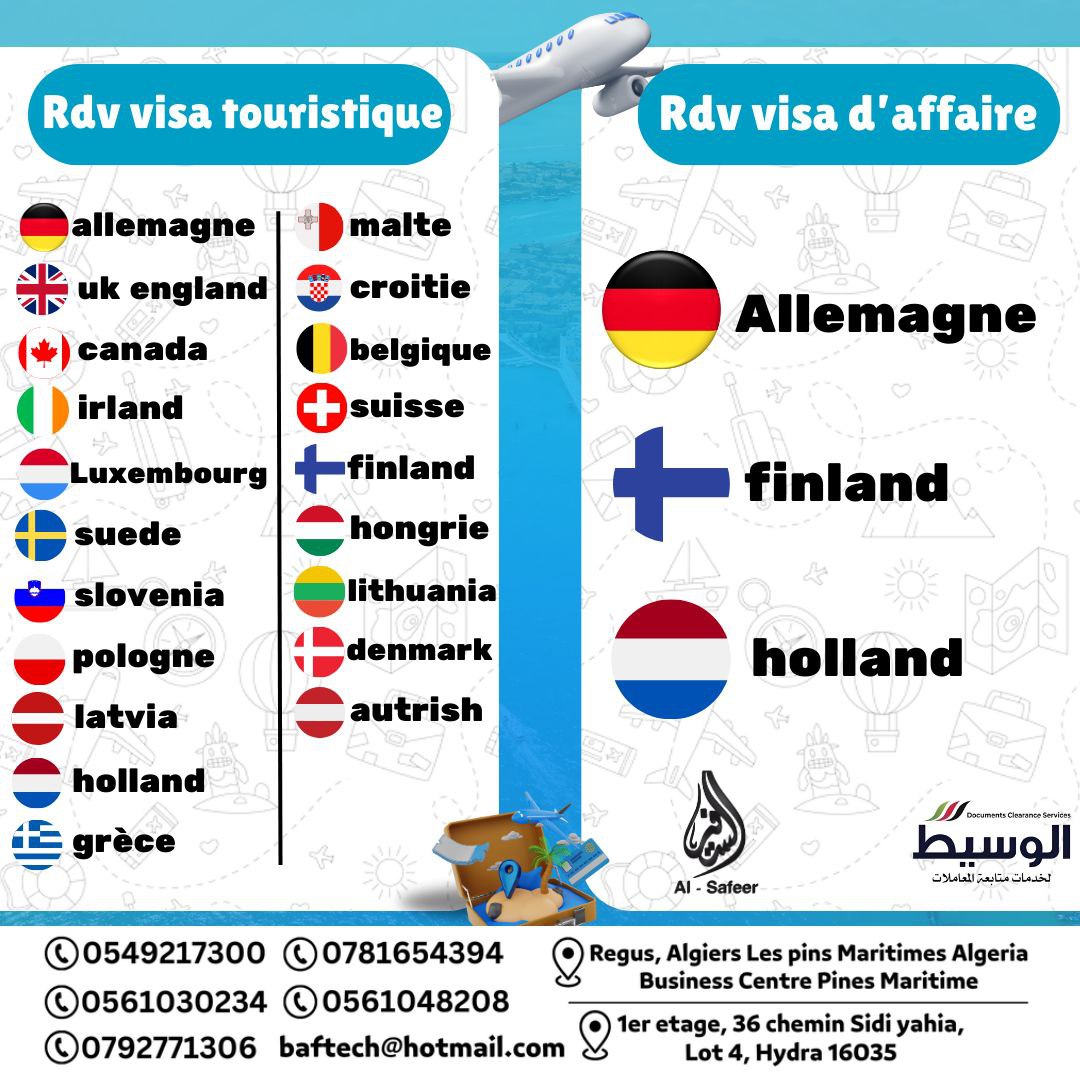 Rdv visa touristique
allemagne
uk england
canada
irland
Luxembourg
suede
slovenia
pologne
latvia
holland
grèce
malte
croitie
belgique
suisse
finland
hongrie
lithuania
denmark
autrish
Rdv visa d'affaire
Allemagne
finland
holland
السفير
Al - Safeer
Documents Clearance Services
الوسيط
لخدمات متابعة المعاملات
0549217300
0781654394
0561030234
0561048208
0792771306
baftech@hotmail.com
Regus, Algiers Les pins Maritimes Algeria
Business Centre Pines Maritime
1er etage, 36 chemin Sidi yahia,
Lot 4, Hydra 16035